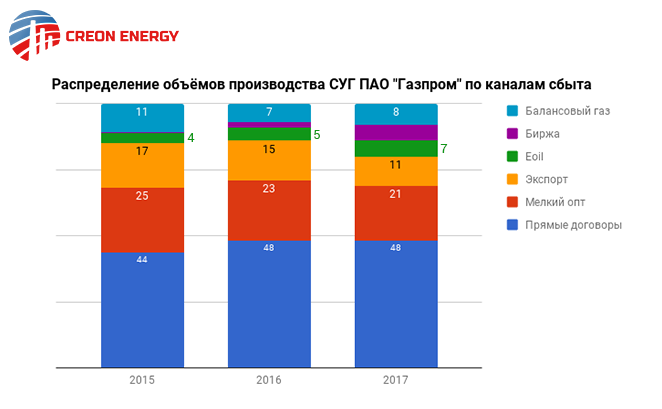 CREON ENERGY
Распределение объёмов производства СУГ ПАО "Газпром" по каналам сбыта
11
7
8
4
5
7
17
15
11
25
23
21
44
48
48
2015
2016
2017
Балансовый газ
Биржа
Eoil
Экспорт
Мелкий опт
Прямые договоры